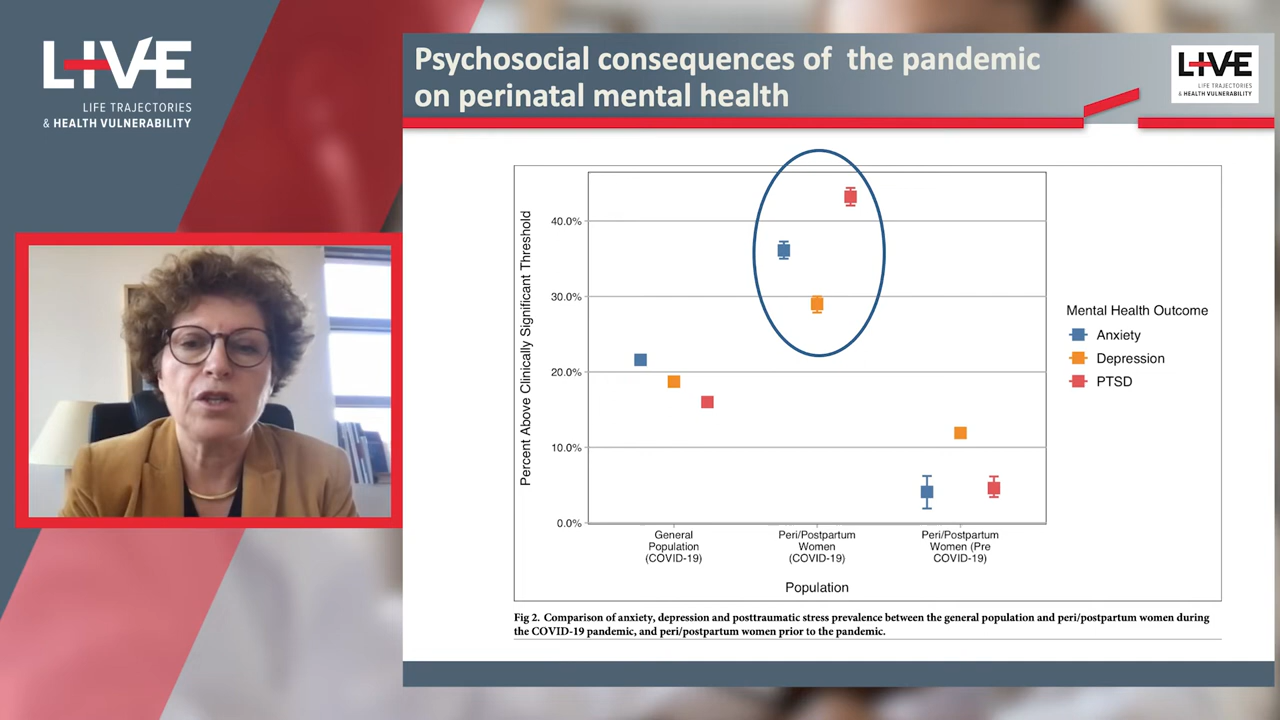 LIVE
LIFE TRAJECTORIES
& HEALTH VULNERABILITY
Psychosocial consequences of the pandemic
on perinatal mental health
LIVE
LIFE TRAJECTORIES
& HEALTH VULNERABILITY
Percent Above Clinically Significant Threshold
40.0%
30.0%
20.0%
10.0%
0.0%
General
Population
(COVID-19)
Peri/Postpartum
Women
(COVID-19)
Peri/Postpartum
Women (Pre
COVID-19)
Population
Mental Health Outcome
Anxiety
Depression
PTSD
Fig 2. Comparison of anxiety, depression and posttraumatic stress prevalence between the general population and peri/postpartum women during
the COVID-19 pandemic, and peri/postpartum women prior to the pandemic.